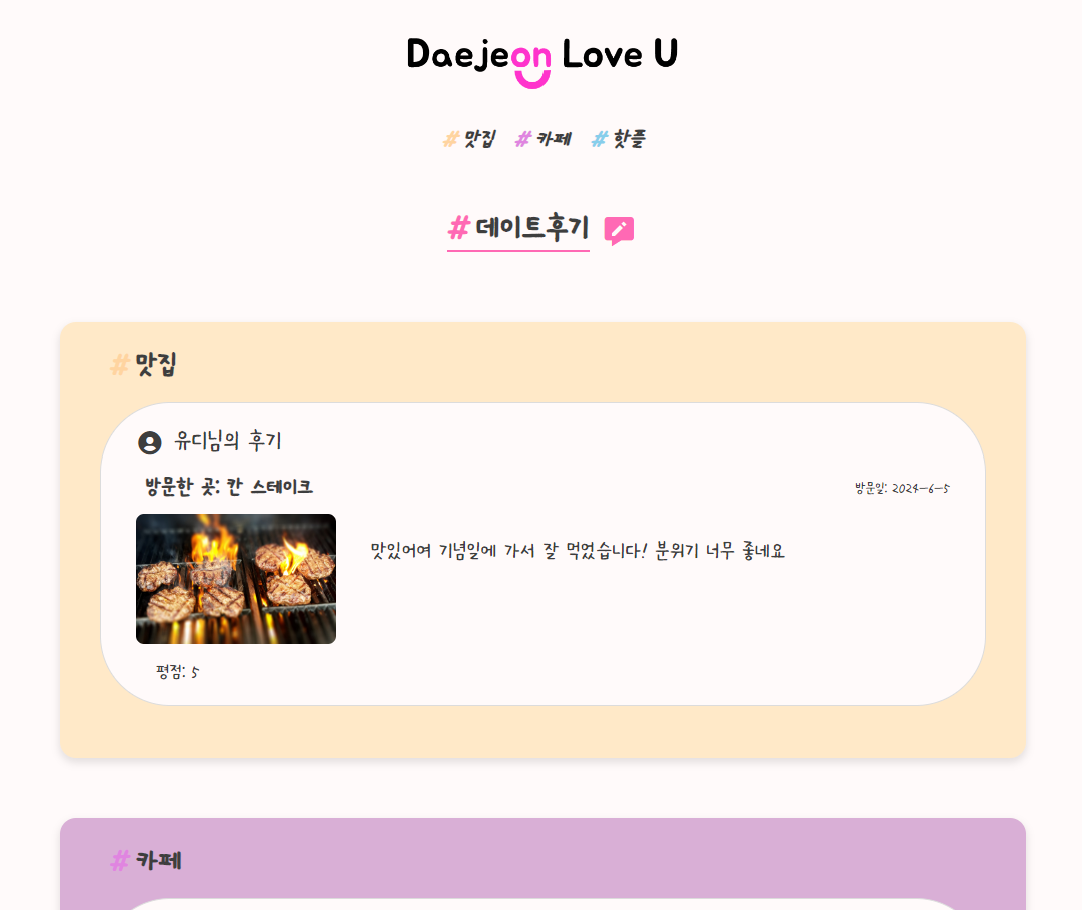 Daejeon Love U
# 맛집 # 카페 # 핫플
# 데이트후기
# 맛집
유디님의 후기
방문한 곳: 칸 스테이크
방문일: 2024-6-5
맛있어여 기념일에 가서 잘 먹었습니다! 분위기 너무 좋네요
평점: 5
# 카페